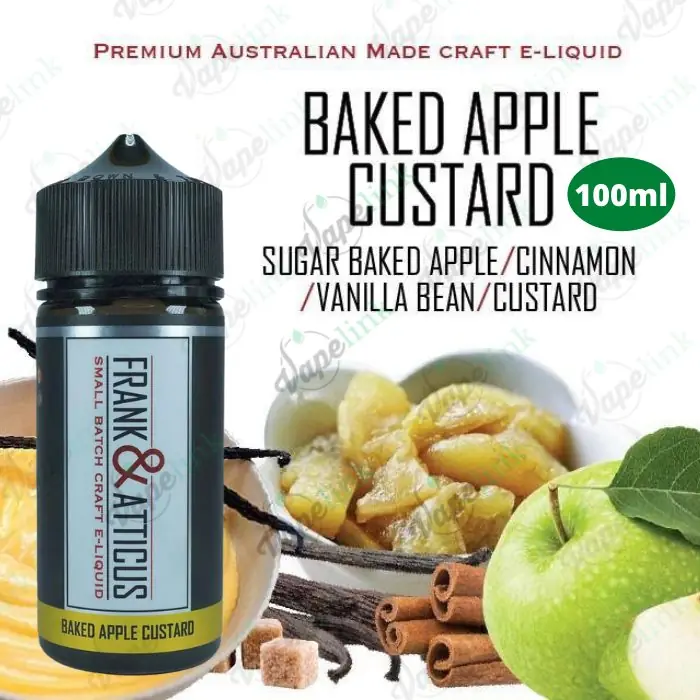 PREMIUM AUSTRALIAN MADE CRAFT E-LIQUID
BAKED APPLE
CUSTARD
100ml
SUGAR BAKED APPLE/CINNAMON
/VANILLA BEAN/CUSTARD
FRANK & ATTICUS
SMALL BATCH CRAFT E-LIQUID
BAKED APPLE CUSTARD
Vapelink